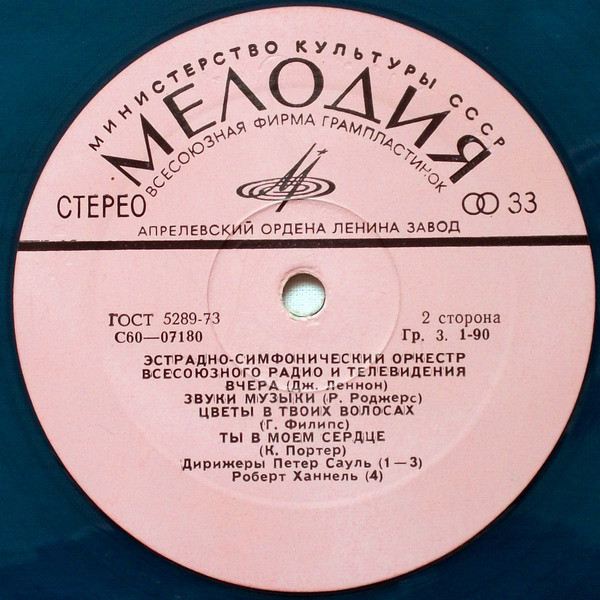 МИНИСТЕРСТВО КУЛЬТУРЫ СССР
МЕЛОДИЯ
ВСЕСОЮЗНАЯ ФИРМА ГРАМПЛАСТИНОК
СТЕРЕО
33
АПРЕЛЕВСКИЙ ОРДЕНА ЛЕНИНА ЗАВОД
ГОСТ 5289-73
2 сторона
С60—07180
Гр. 3. 1-90
ЭСТРАДНО-СИМФОНИЧЕСКИЙ ОРКЕСТР
ВСЕСОЮЗНОГО РАДИО И ТЕЛЕВИДЕНИЯ
ВЧЕРА (Дж. Леннон)
ЗВУКИ МУЗЫКИ (Р. Роджерс)
ЦВЕТЫ В ТВОИХ ВОЛОСАХ
(Г. Филипс)
ТЫ В МОЕМ СЕРДЦЕ
(К. Портер)
Дирижеры Петер Сауль (1—3)
Роберт Ханнель (4)